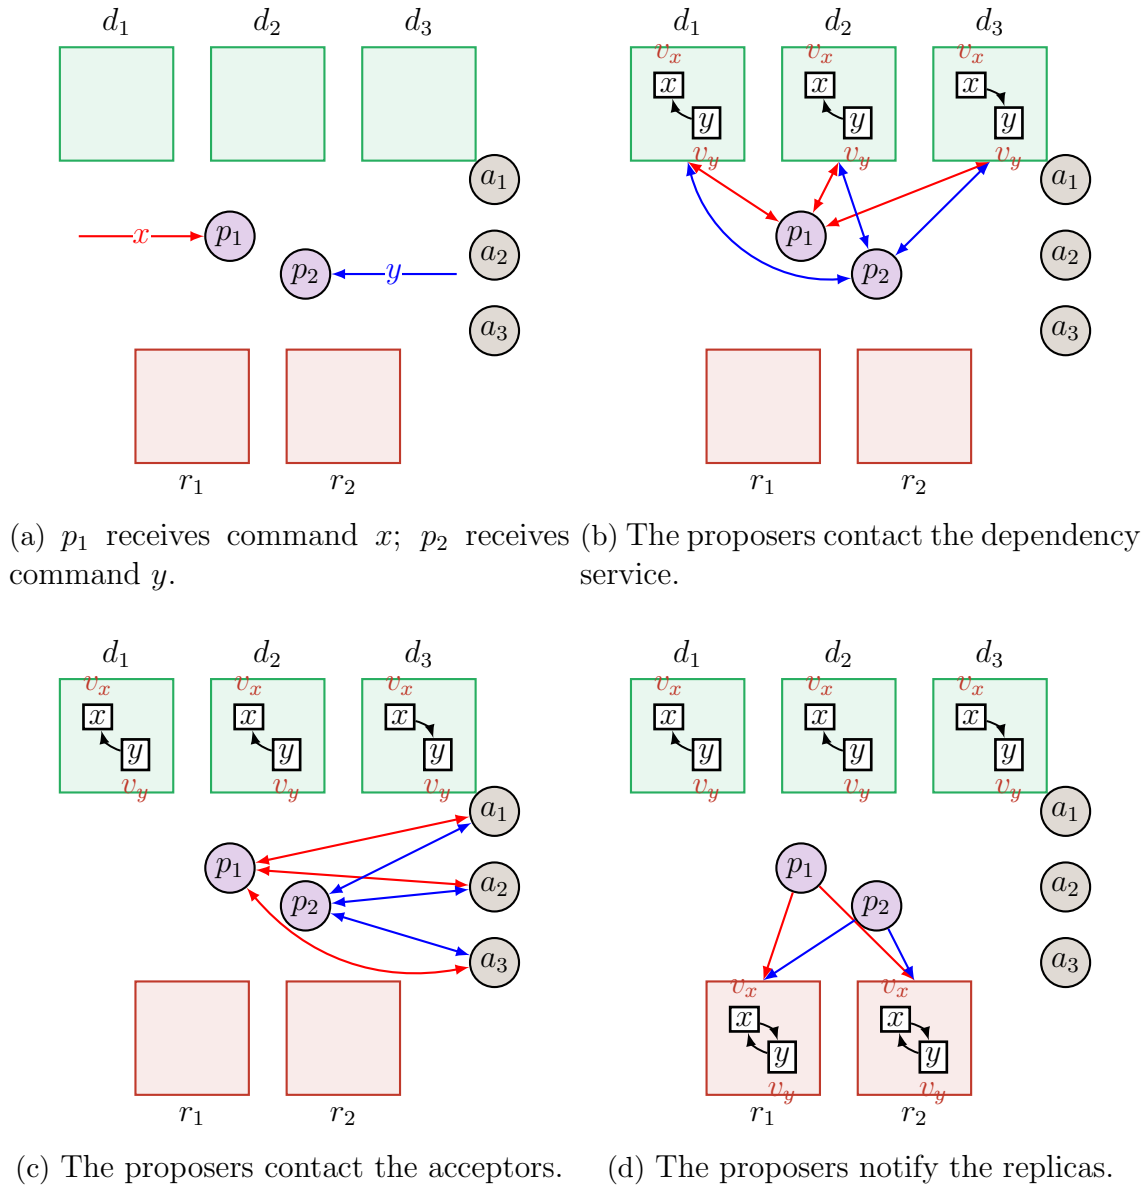 d1 d2 d3
a1
x p1
a2
p2 y
a3
r1 r2
(a) p1 receives command x; p2 receives
command y.
d1 d2 d3
vx vx vx
x x x
y y y
vy vy vy
a1
p1
a2
p2
a3
r1 r2
(b) The proposers contact the dependency
service.
d1 d2 d3
vx vx vx
x x x
y y y
vy vy vy
a1
p1
a2
p2
a3
r1 r2
(c) The proposers contact the acceptors.
d1 d2 d3
vx vx vx
x x x
y y y
vy vy vy
a1
p1
a2
p2
a3
vx vx
x x
y y
vy vy
r1 r2
(d) The proposers notify the replicas.